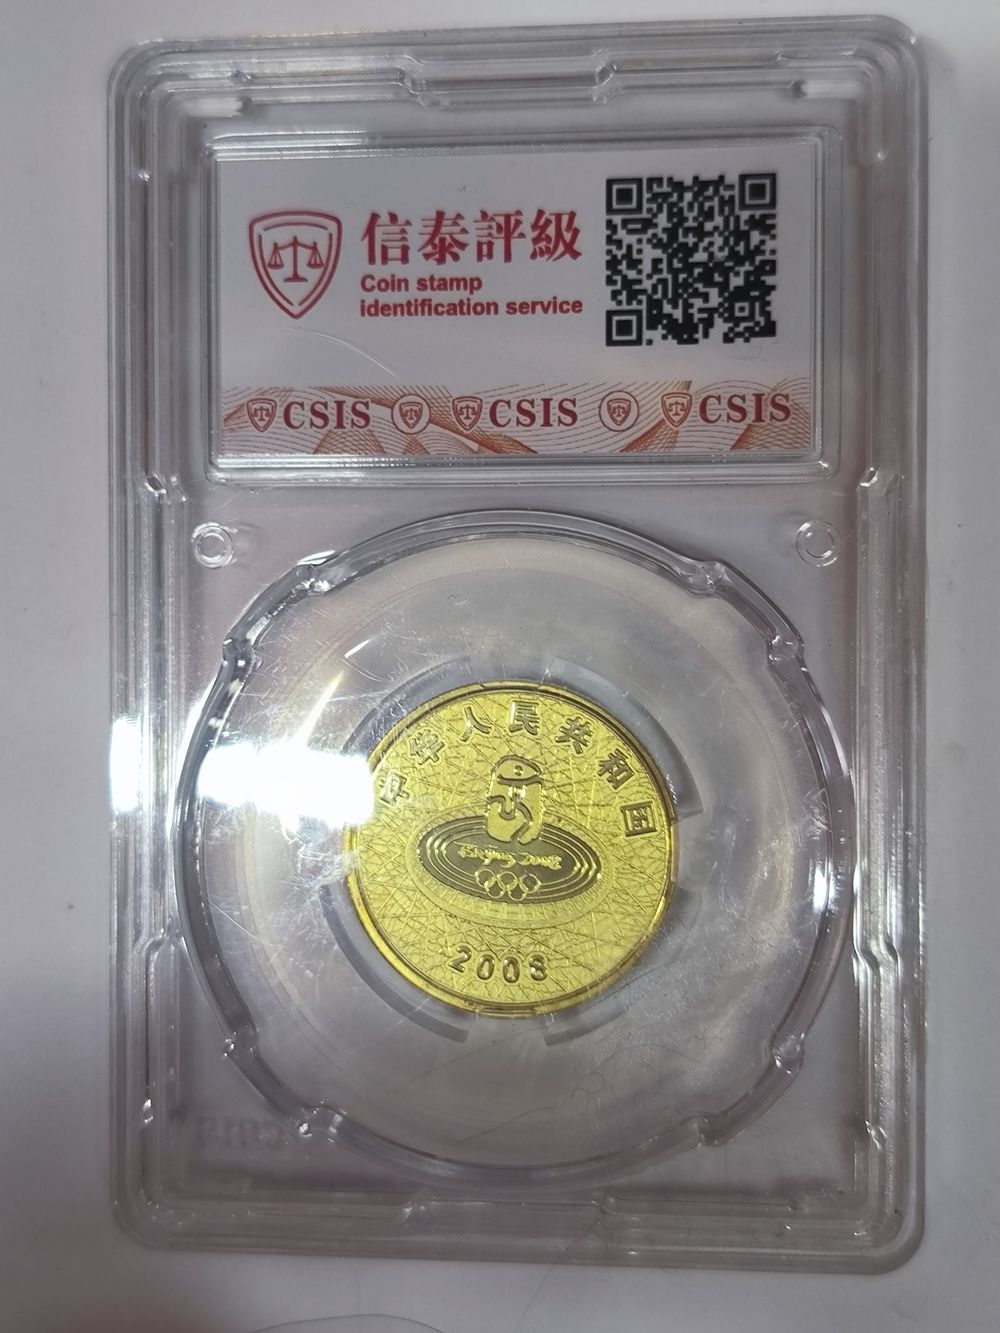 信泰評級
Coin stamp
identification service
CSIS CSIS CSIS
中华人民共和国
Beijing 2008
2008